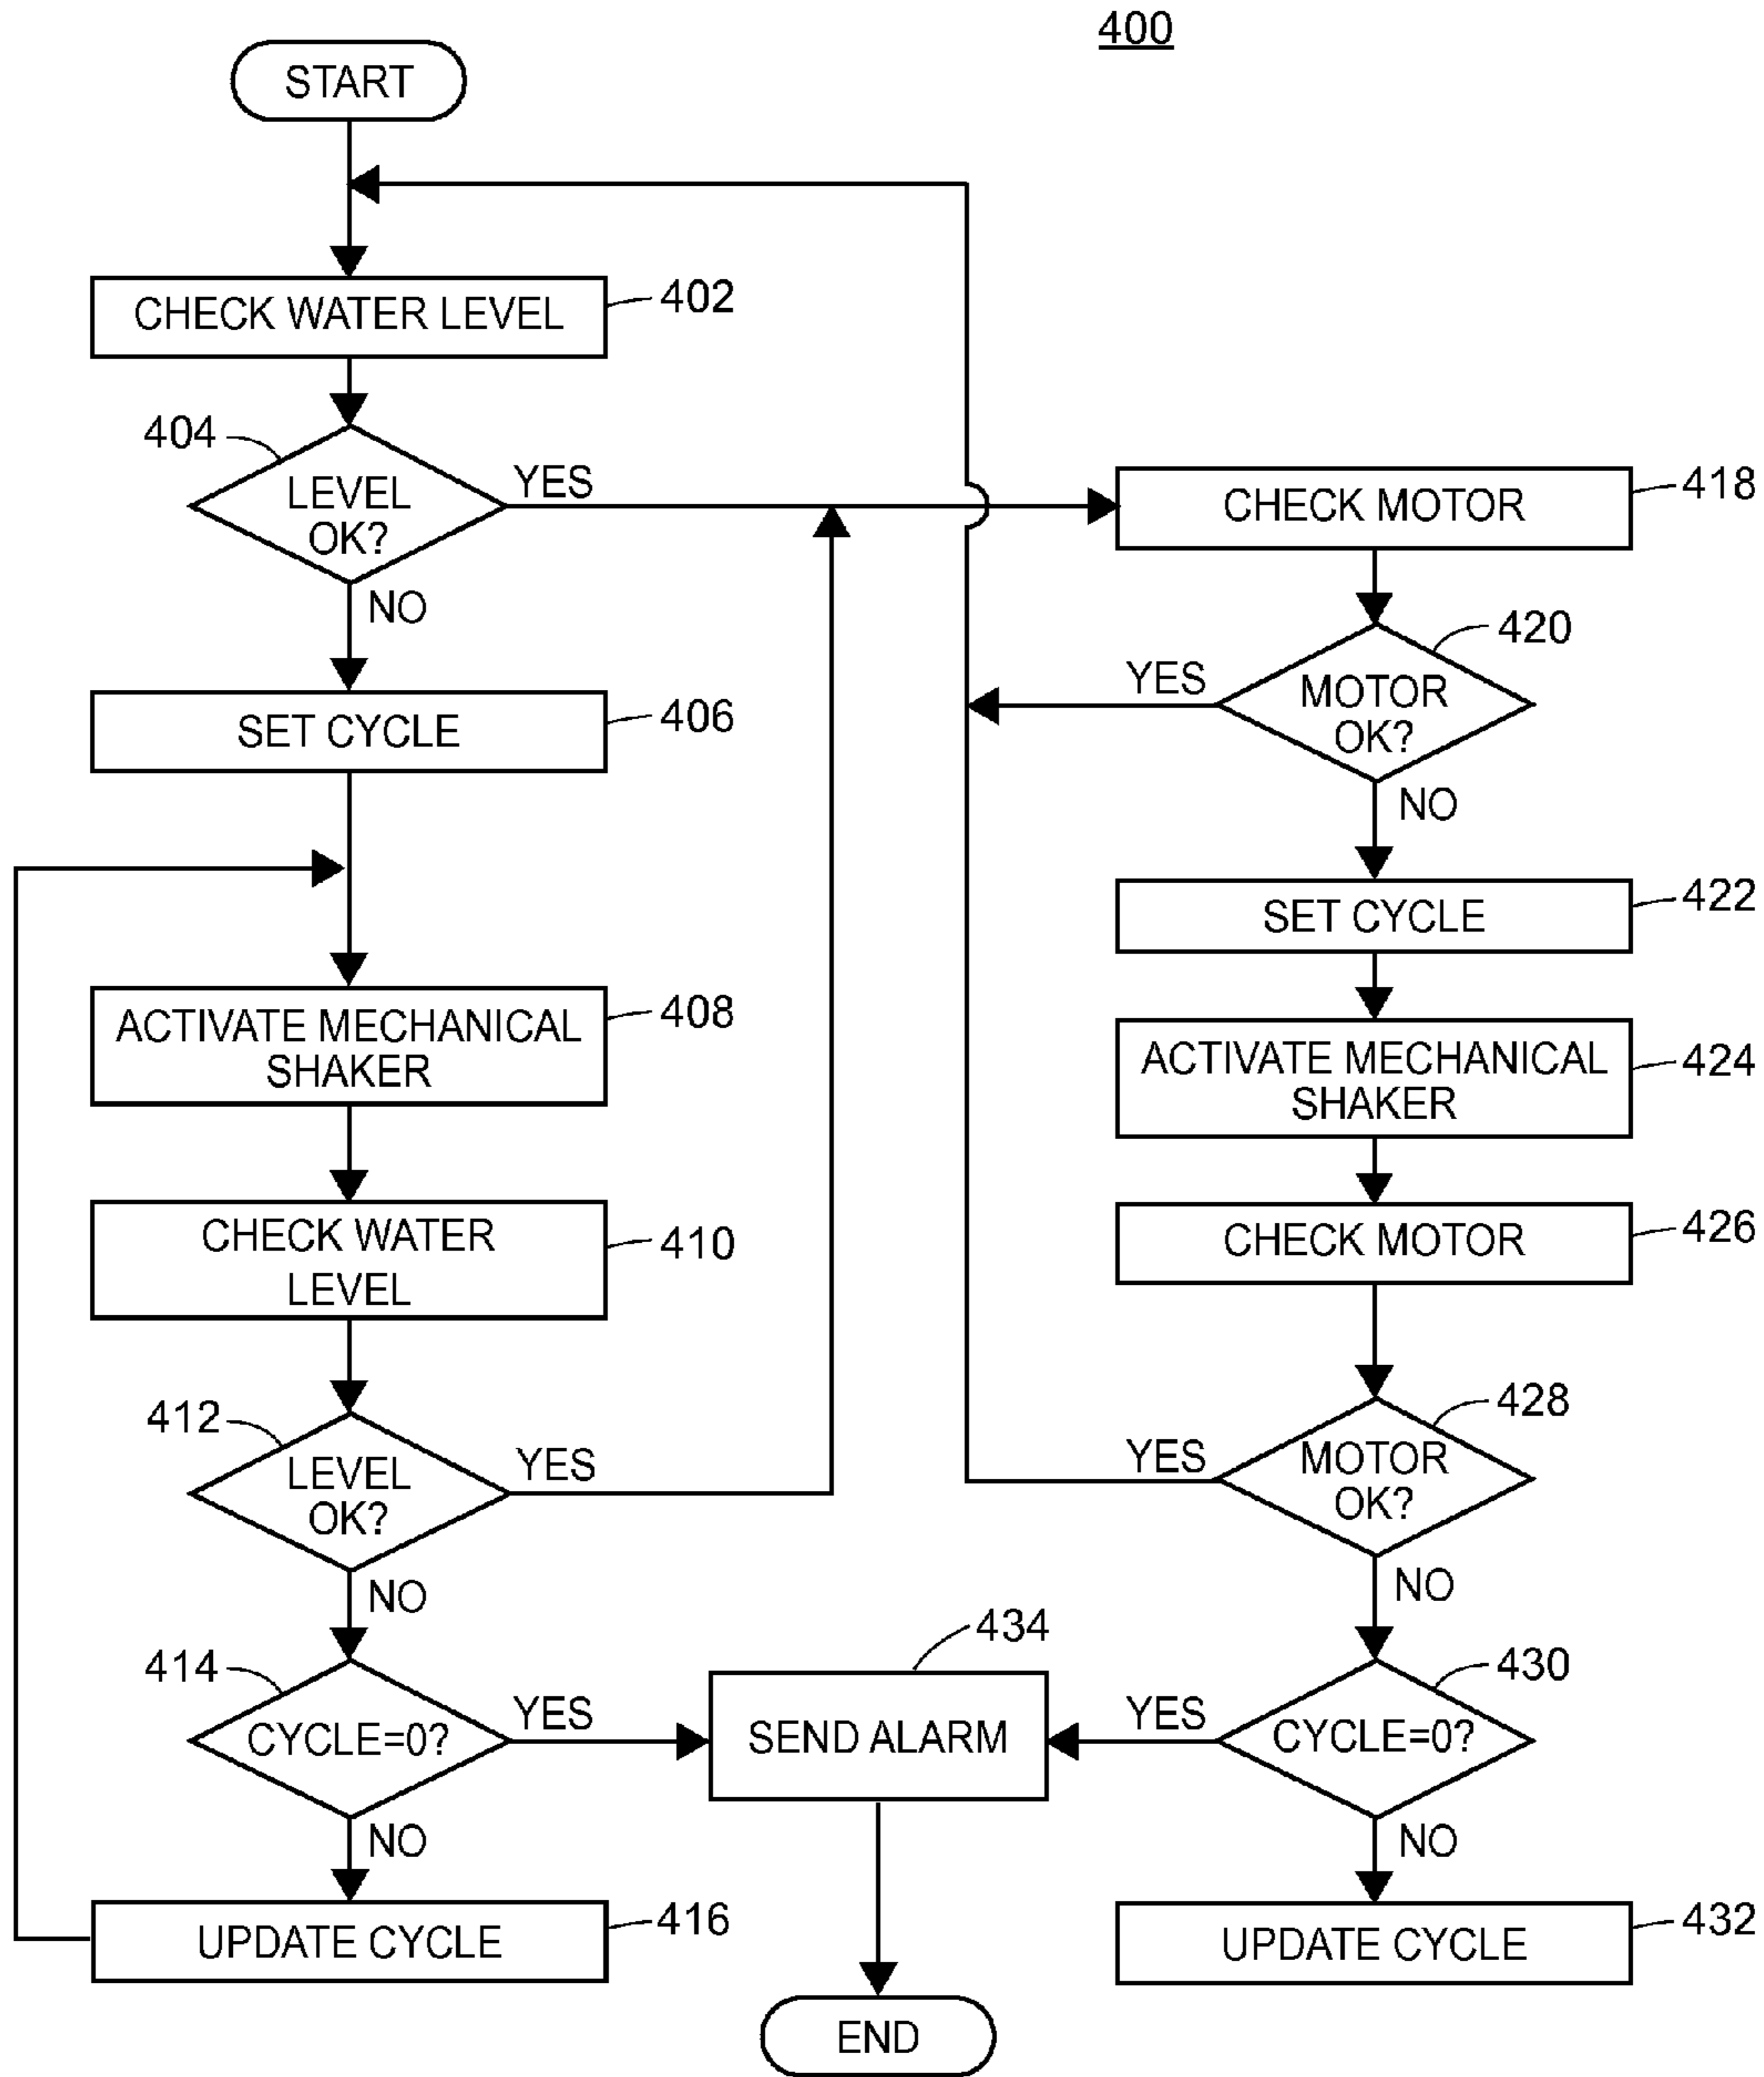 400
START
CHECK WATER LEVEL
402
404
LEVEL
OK?
YES
NO
SET CYCLE
406
ACTIVATE MECHANICAL
SHAKER
408
CHECK WATER
LEVEL
410
412
LEVEL
OK?
YES
NO
414
CYCLE=0?
YES
NO
UPDATE CYCLE
416
CHECK MOTOR
418
420
MOTOR
OK?
YES
NO
SET CYCLE
422
ACTIVATE MECHANICAL
SHAKER
424
CHECK MOTOR
426
428
MOTOR
OK?
YES
NO
430
CYCLE=0?
YES
NO
UPDATE CYCLE
432
434
SEND ALARM
END